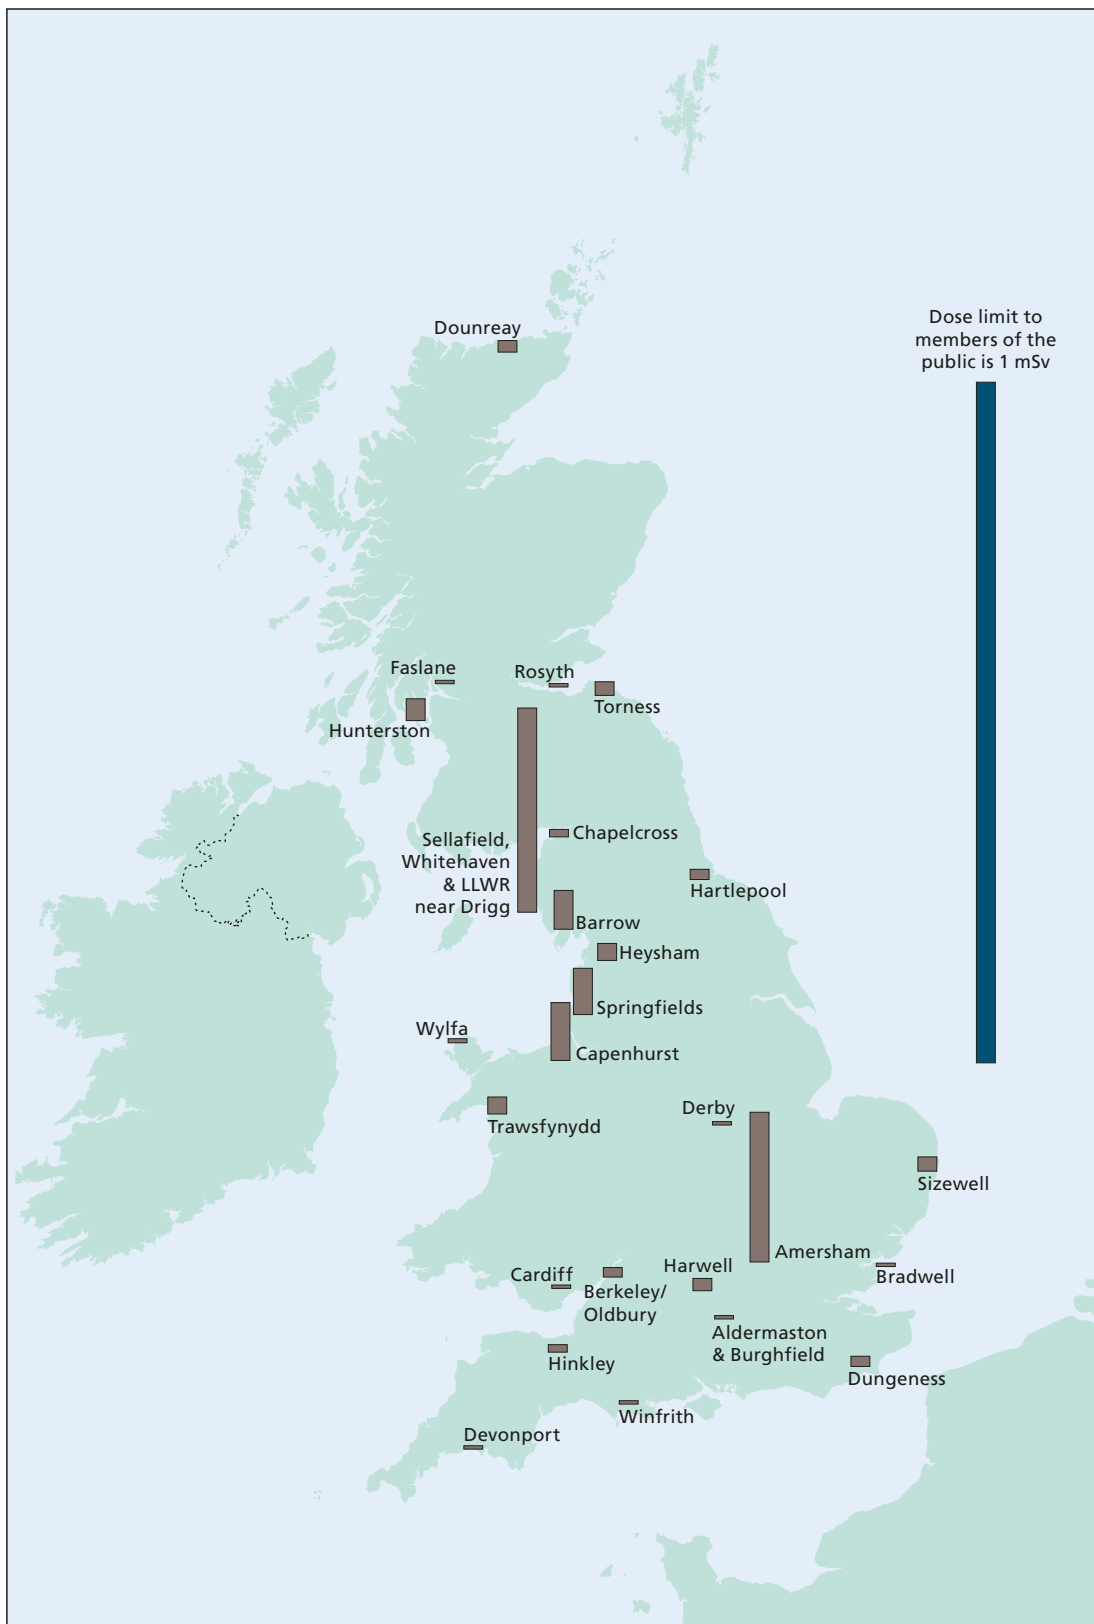 Dounreay
Dose limit to
members of the
public is 1 mSv
Faslane
Rosyth
Torness
Hunterston
Chapelcross
Sellafield,
Whitehaven
& LLWR
near Drigg
Hartlepool
Barrow
Heysham
Springfields
Wylfa
Capenhurst
Trawsfynydd
Derby
Sizewell
Amersham
Harwell
Bradwell
Cardiff
Berkeley/
Oldbury
Aldermaston
& Burghfield
Hinkley
Dungeness
Winfrith
Devonport